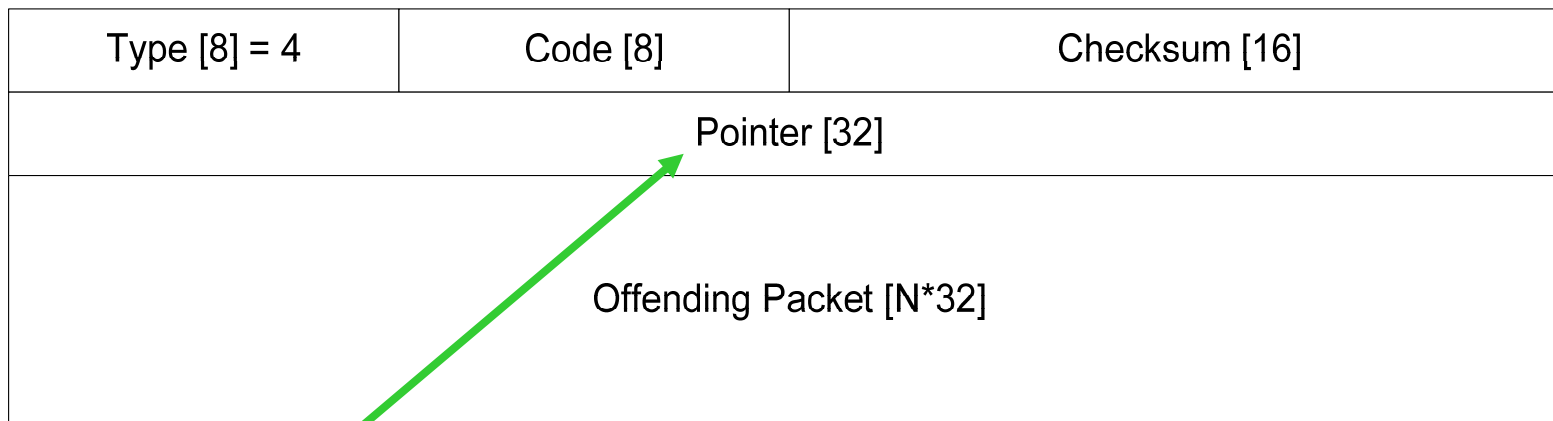 Type [8] = 4 Code [8] Checksum [16]
Pointer [32]
Offending Packet [N*32]